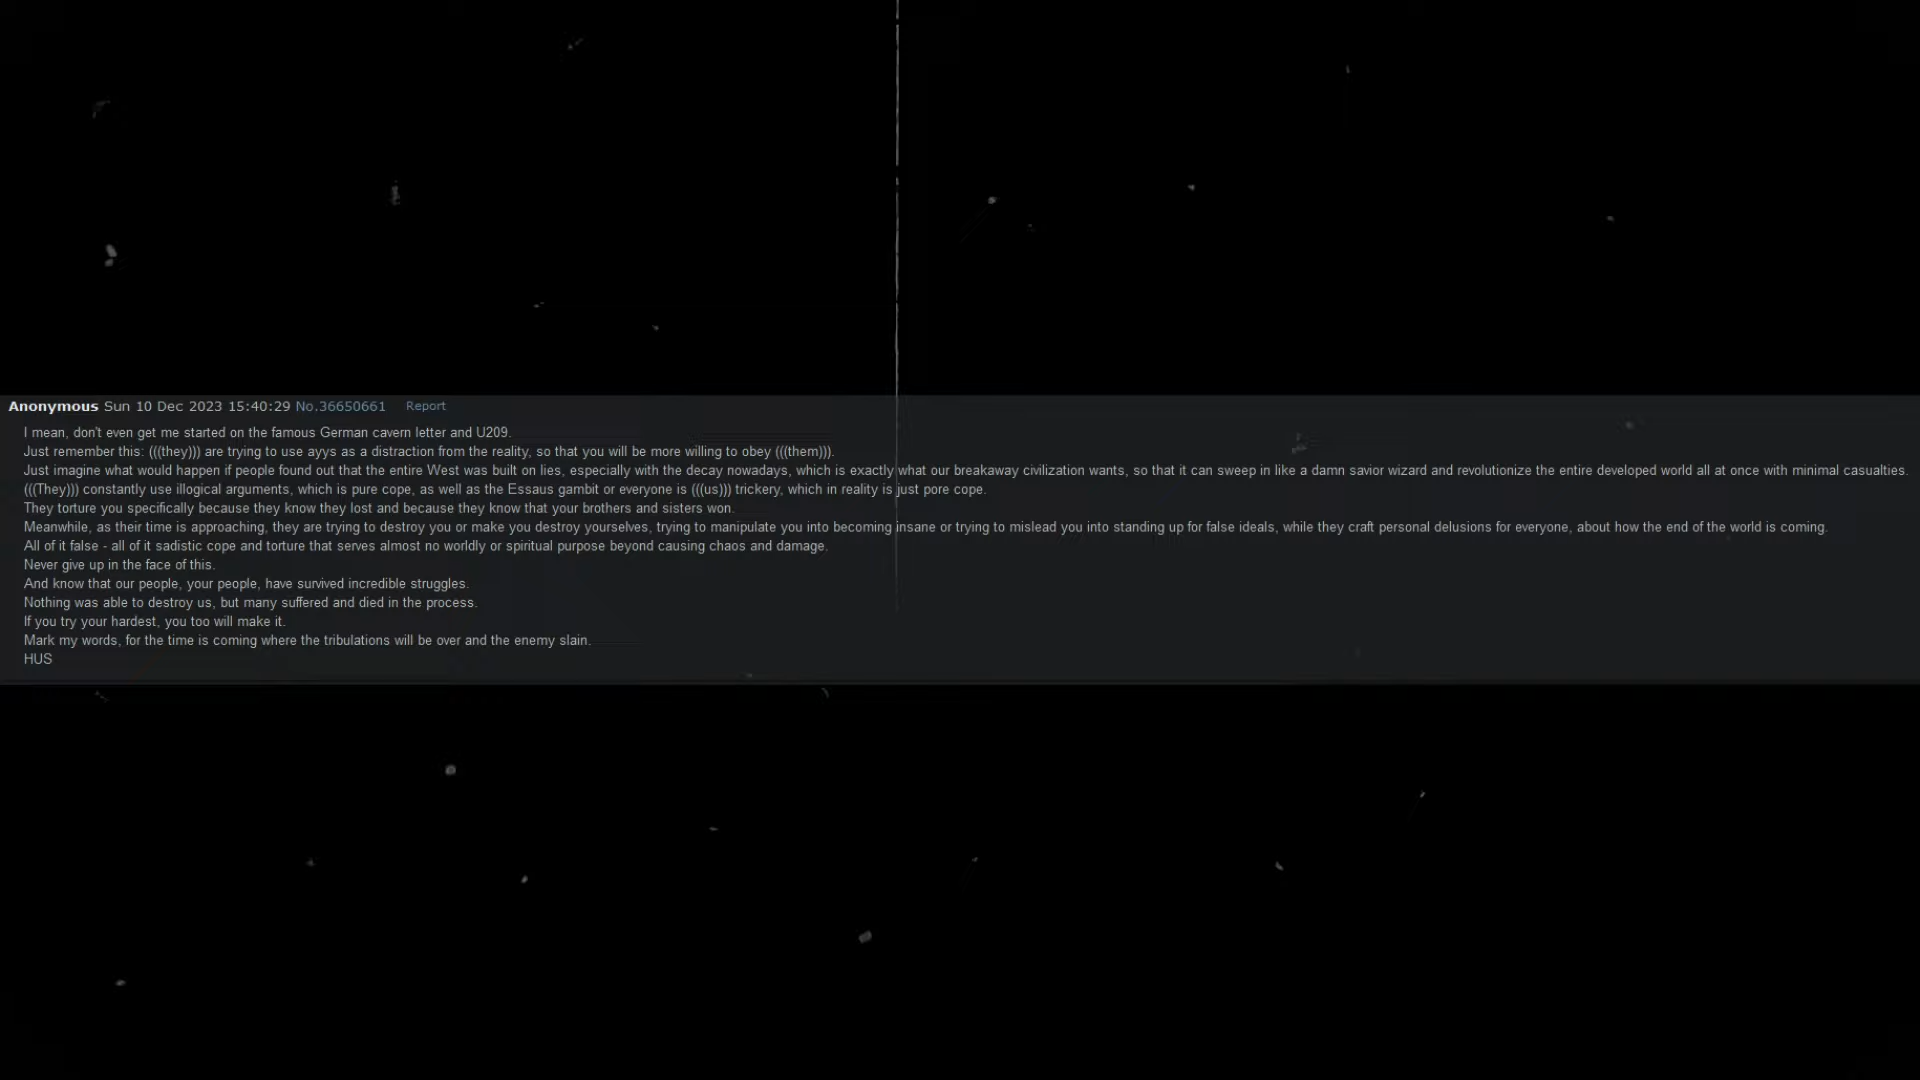 Anonymous Sun 10 Dec 2023 15:40:29 No.36650661 Report
I mean, don't even get me started on the famous German cavern letter and U209.
Just remember this: (((they))) are trying to use ayys as a distraction from the reality, so that you will be more willing to obey (((them))).
Just imagine what would happen if people found out that the entire West was built on lies, especially with the decay nowadays, which is exactly what our breakaway civilization wants, so that it can sweep in like a damn savior wizard and revolutionize the entire developed world all at once with minimal casualties.
(((They))) constantly use illogical arguments, which is pure cope, as well as the Essaus gambit or everyone is (((us))) trickery, which in reality is just pore cope.
They torture you specifically because they know they lost and because they know that your brothers and sisters won.
Meanwhile, as their time is approaching, they are trying to destroy you or make you destroy yourselves, trying to manipulate you into becoming insane or trying to mislead you into standing up for false ideals, while they craft personal delusions for everyone, about how the end of the world is coming.
All of it false - all of it sadistic cope and torture that serves almost no worldly or spiritual purpose beyond causing chaos and damage.
Never give up in the face of this.
And know that our people, your people, have survived incredible struggles.
Nothing was able to destroy us, but many suffered and died in the process.
If you try your hardest, you too will make it.
Mark my words, for the time is coming where the tribulations will be over and the enemy slain.
HUS